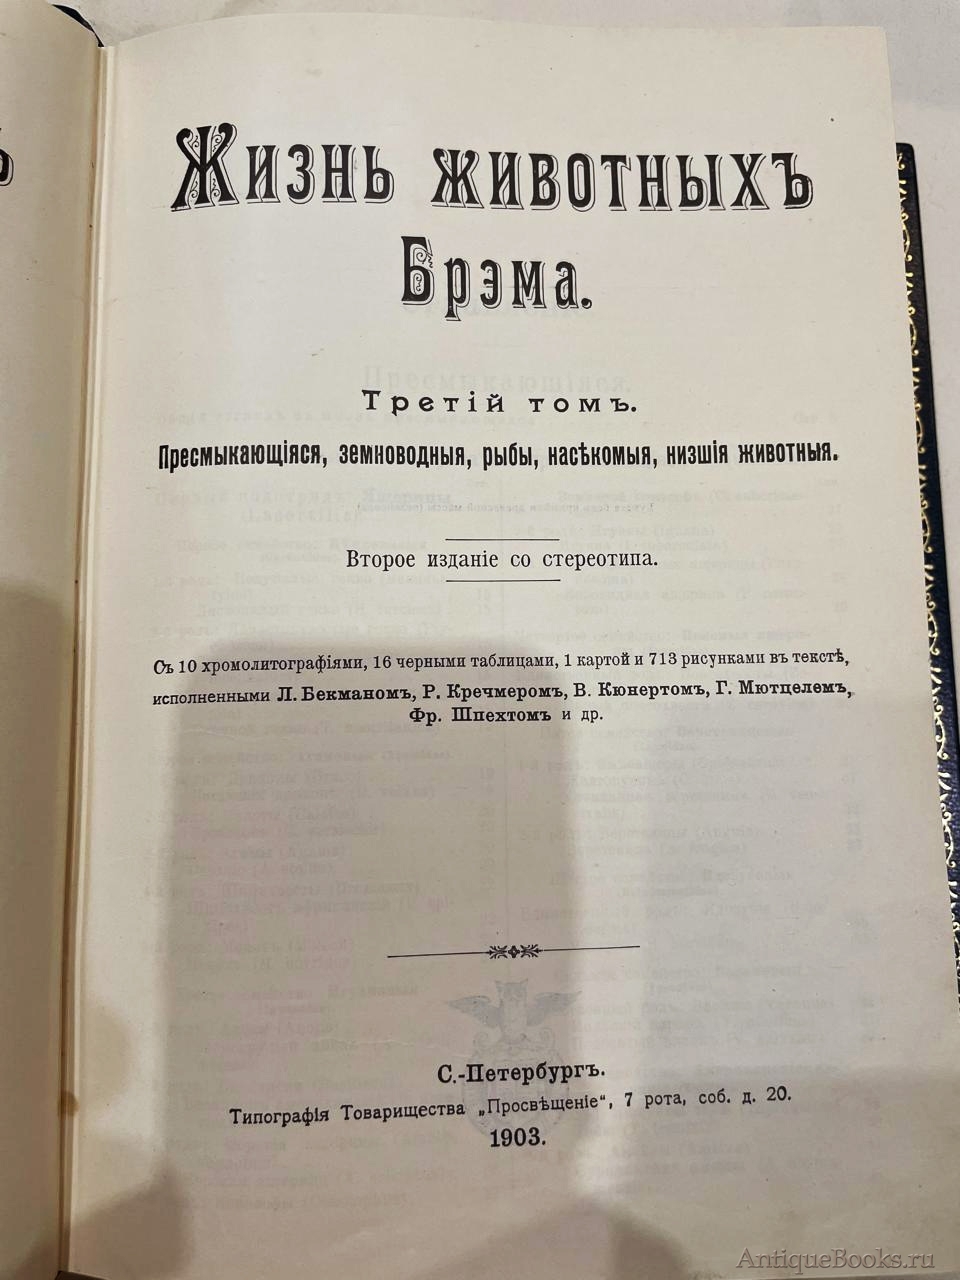 Жизнь животныхъ
Брэма.
Третій томъ.
Пресмыкающіяся, земноводныя, рыбы, насѣкомыя, низшія животныя.
Второе изданіе со стереотипа.
Съ 10 хромолитографіями, 16 черными таблицами, 1 картой и 713 рисунками въ текстѣ,
исполненными Л. Бекманомъ, Р. Кречмеромъ, В. Кюнертомъ, Г. Мютцелемъ,
Фр. Шпехтомъ и др.
С.-Петербургъ.
Типографія Товарищества „Просвѣщеніе“, 7 рота, соб. д. 20.
1903.
AntiqueBooks.ru